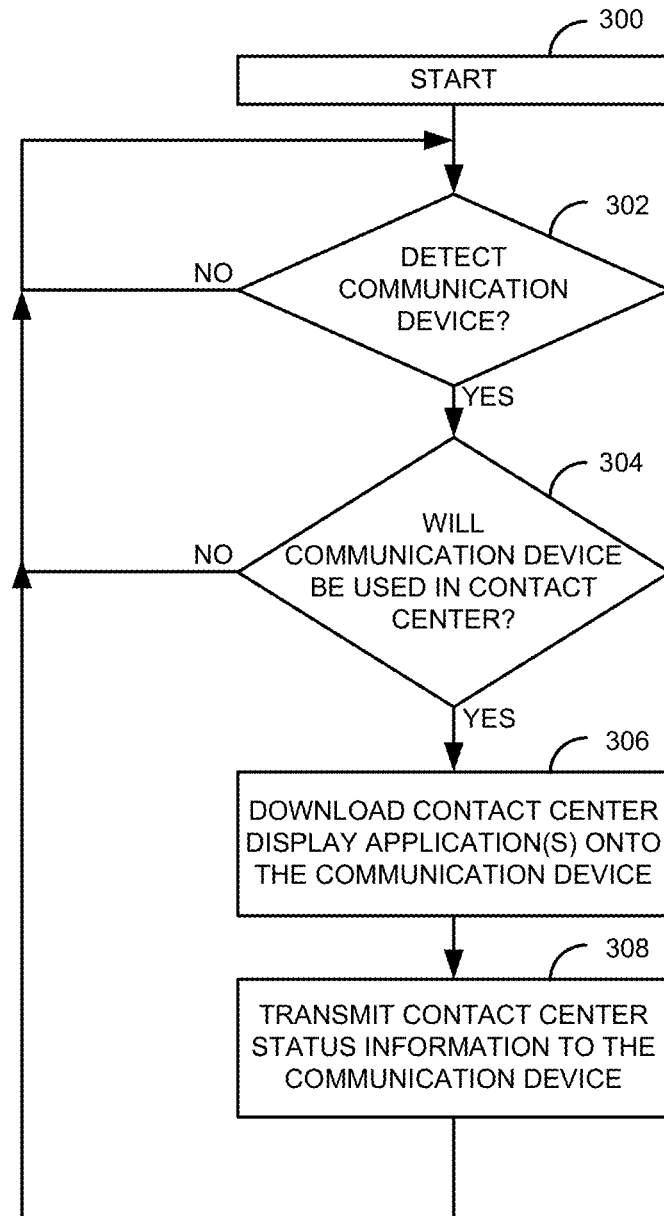 300
START
302
DETECT
COMMUNICATION
DEVICE?
NO
YES
304
WILL
COMMUNICATION DEVICE
BE USED IN CONTACT
CENTER?
NO
YES
306
DOWNLOAD CONTACT CENTER
DISPLAY APPLICATION(S) ONTO
THE COMMUNICATION DEVICE
308
TRANSMIT CONTACT CENTER
STATUS INFORMATION TO THE
COMMUNICATION DEVICE